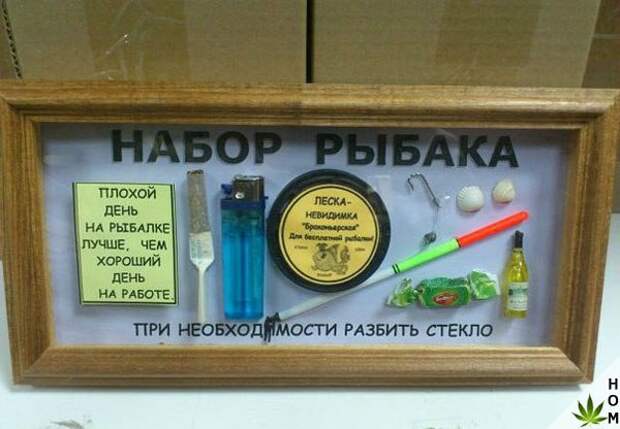 НАБОР РЫБАКА
ПЛОХОЙ
ДЕНЬ
НА РЫБАЛКЕ
ЛУЧШЕ, ЧЕМ
ХОРОШИЙ
ДЕНЬ
НА РАБОТЕ.
ЛЕСКА-
НЕВИДИМКА
"Браконьерская"
Для бесплатной рыбалки!
ПРИ НЕОБХОДИМОСТИ РАЗБИТЬ СТЕКЛО
HOM